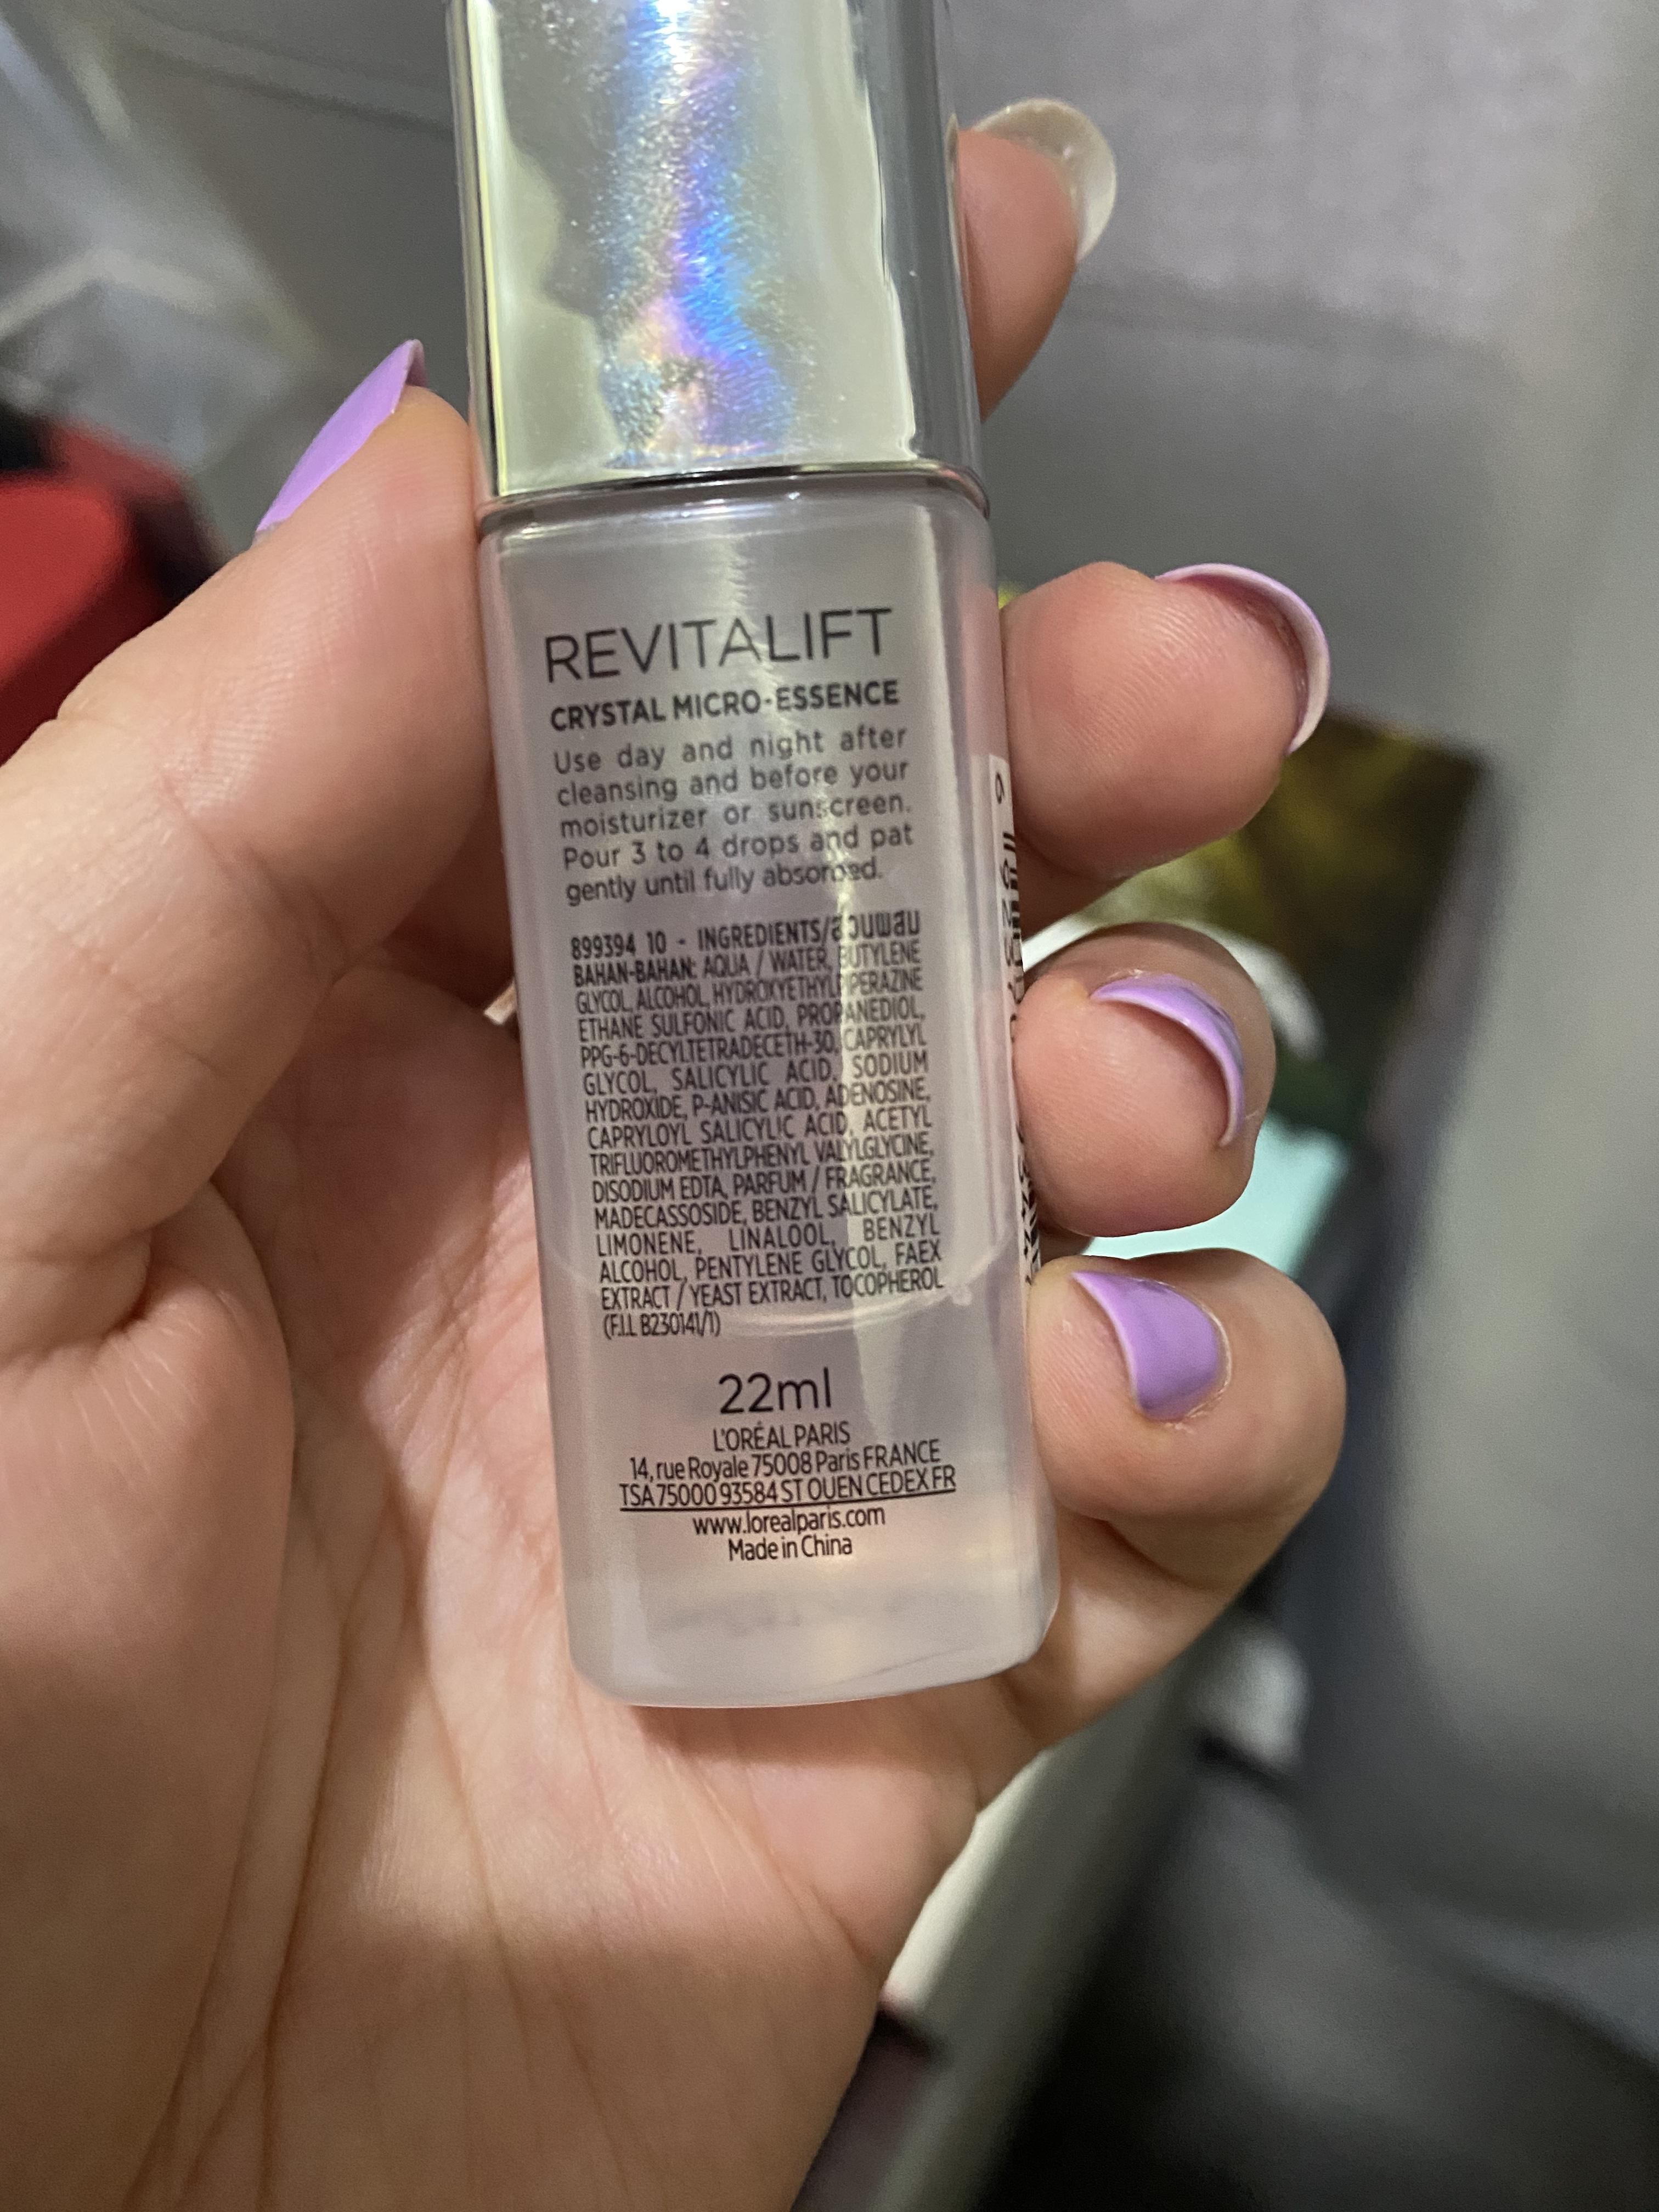 REVITALIFT
CRYSTAL MICRO-ESSENCE
Use day and night after
cleansing and before your
moisturizer or sunscreen.
Pour 3 to 4 drops and pat
gently until fully absorbed.
899394 10 - INGREDIENTS/ส่วนผสม
BAHAN-BAHAN: AQUA / WATER, BUTYLENE
GLYCOL, ALCOHOL, HYDROXYETHYLPIPERAZINE
ETHANE SULFONIC ACID, PROPANEDIOL,
PPG-6-DECYLTETRADECETH-30, CAPRYLYL
GLYCOL, SALICYLIC ACID, SODIUM
HYDROXIDE, P-ANISIC ACID, ADENOSINE,
CAPRYLOYL SALICYLIC ACID, ACETYL
TRIFLUOROMETHYLPHENYL VALYLGLYCINE,
DISODIUM EDTA, PARFUM / FRAGRANCE,
MADECASSOSIDE, BENZYL SALICYLATE,
LIMONENE, LINALOOL, BENZYL
ALCOHOL, PENTYLENE GLYCOL, FAEX
EXTRACT / YEAST EXTRACT, TOCOPHEROL
(F.I.L B230141/1)
22ml
L'ORÉAL PARIS
14, rue Royale 75008 Paris FRANCE
TSA 75000 93584 ST OUEN CEDEX FR
www.lorealparis.com
Made in China